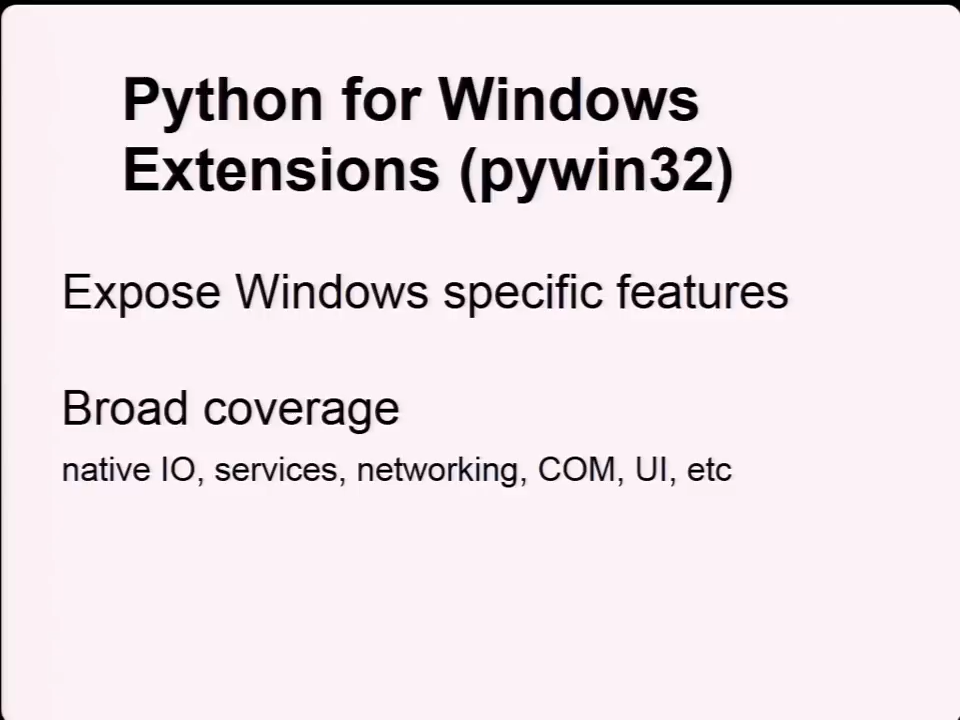 Python for Windows
Extensions (pywin32)
Expose Windows specific features
Broad coverage
native IO, services, networking, COM, UI, etc